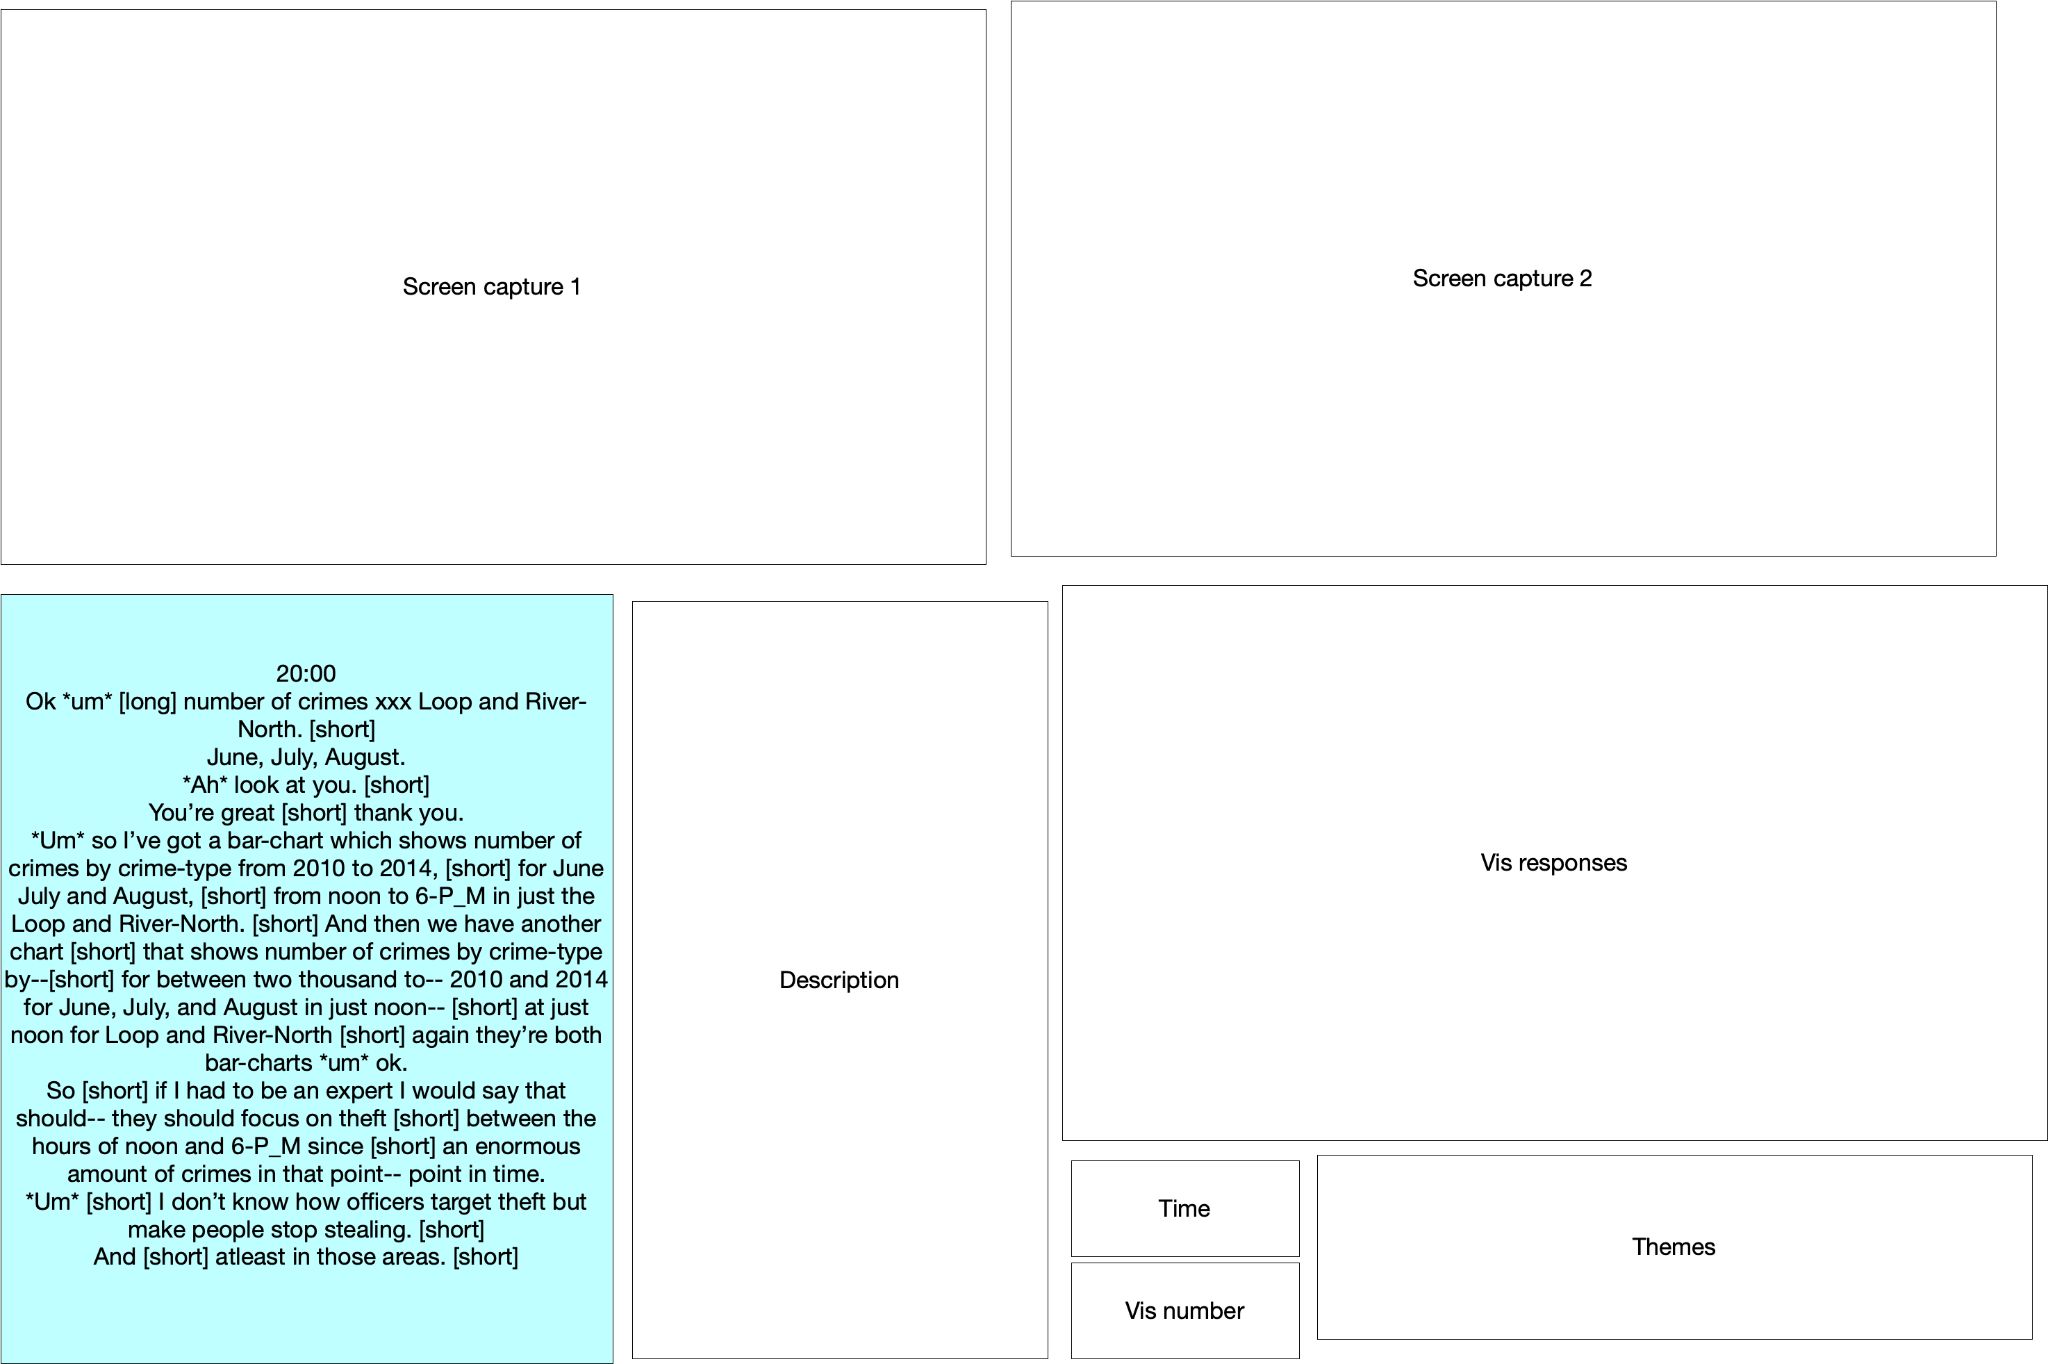 Screen capture 1
Screen capture 2
20:00
Ok *um* [long] number of crimes xxx Loop and River-
North. [short]
June, July, August.
*Ah* look at you. [short]
You’re great [short] thank you.
*Um* so I’ve got a bar-chart which shows number of
crimes by crime-type from 2010 to 2014, [short] for June
July and August, [short] from noon to 6-P_M in just the
Loop and River-North. [short] And then we have another
chart [short] that shows number of crimes by crime-type
by--[short] for between two thousand to-- 2010 and 2014
for June, July, and August in just noon-- [short] at just
noon for Loop and River-North [short] again they’re both
bar-charts *um* ok.
So [short] if I had to be an expert I would say that
should-- they should focus on theft [short] between the
hours of noon and 6-P_M since [short] an enormous
amount of crimes in that point-- point in time.
*Um* [short] I don’t know how officers target theft but
make people stop stealing. [short]
And [short] atleast in those areas. [short]
Description
Vis responses
Time
Vis number
Themes